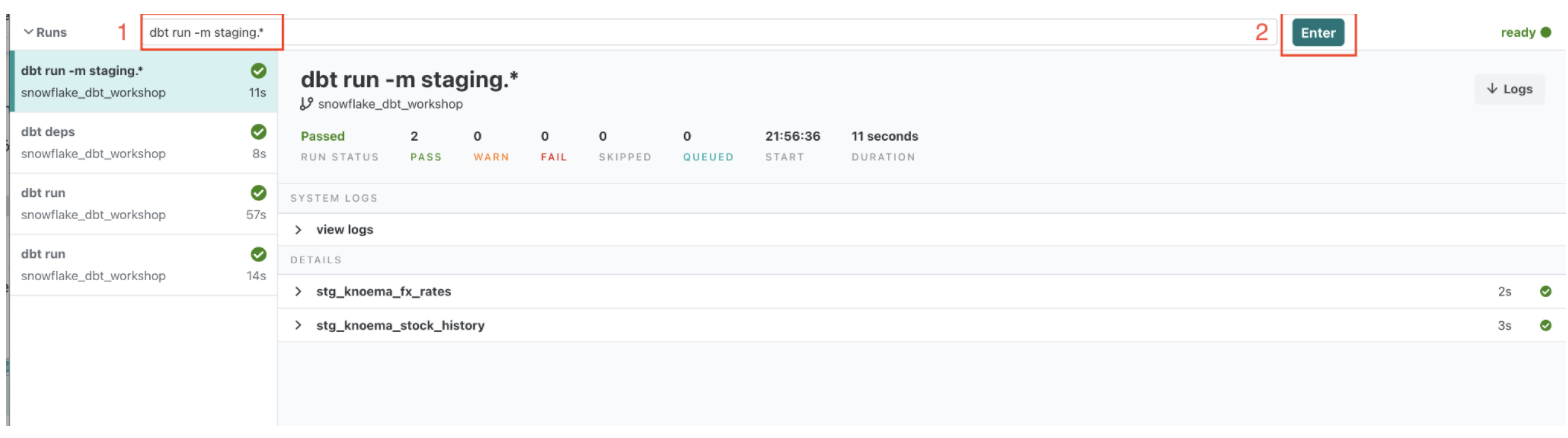 Runs
1
dbt run -m staging.*
2
Enter
ready
dbt run -m staging.*
snowflake_dbt_workshop
11s
dbt deps
snowflake_dbt_workshop
8s
dbt run
snowflake_dbt_workshop
57s
dbt run
snowflake_dbt_workshop
14s
dbt run -m staging.*
snowflake_dbt_workshop
Logs
Passed 2 0 0 0 0 21:56:36 11 seconds
RUN STATUS PASS WARN FAIL SKIPPED QUEUED START DURATION
SYSTEM LOGS
view logs
DETAILS
stg_knoema_fx_rates 2s
stg_knoema_stock_history 3s